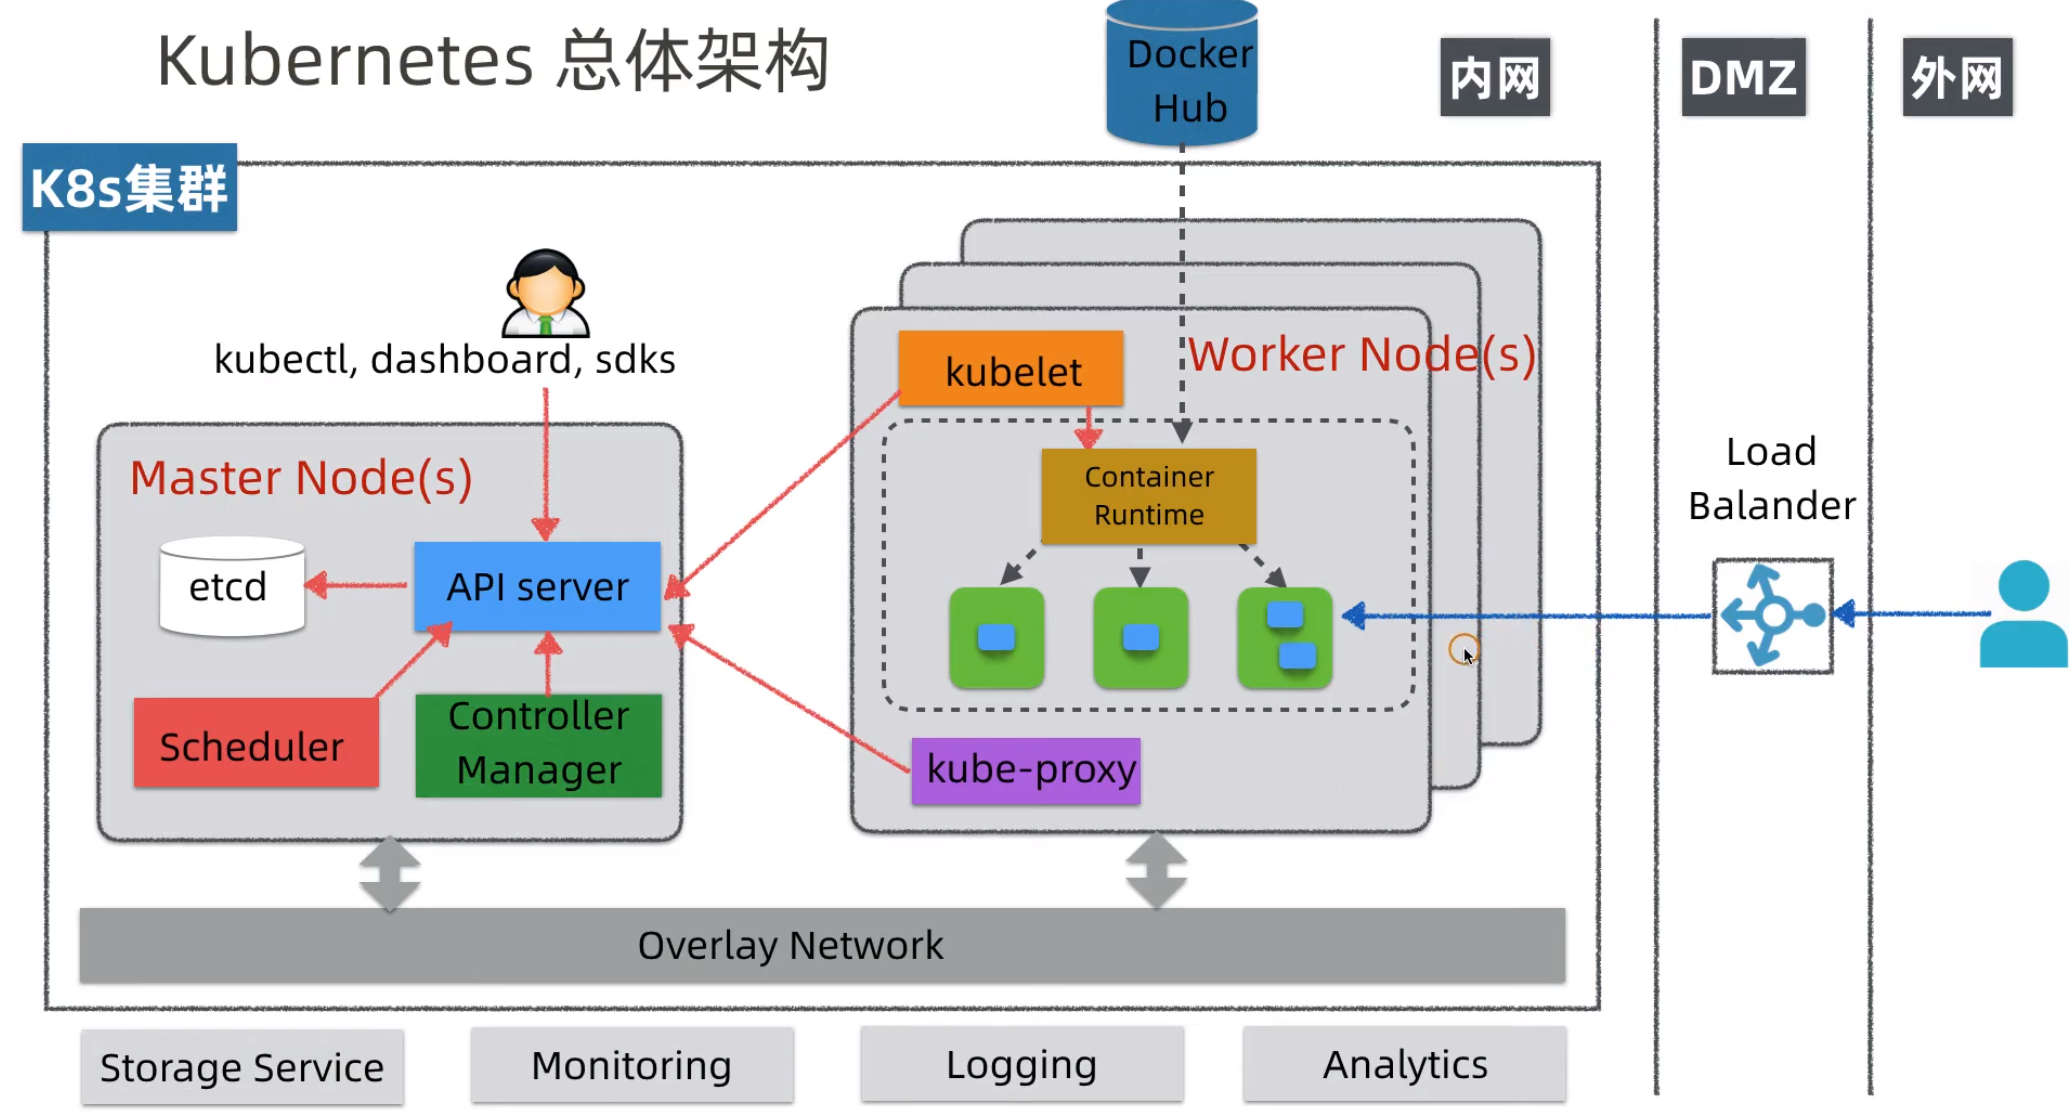 Kubernetes 总体架构
Docker
Hub
内网
DMZ
外网
K8s集群
kubectl, dashboard, sdks
kubelet
Worker Node(s)
Master Node(s)
Container
Runtime
Load
Balander
etcd
API server
Scheduler
Controller
Manager
kube-proxy
Overlay Network
Storage Service
Monitoring
Logging
Analytics